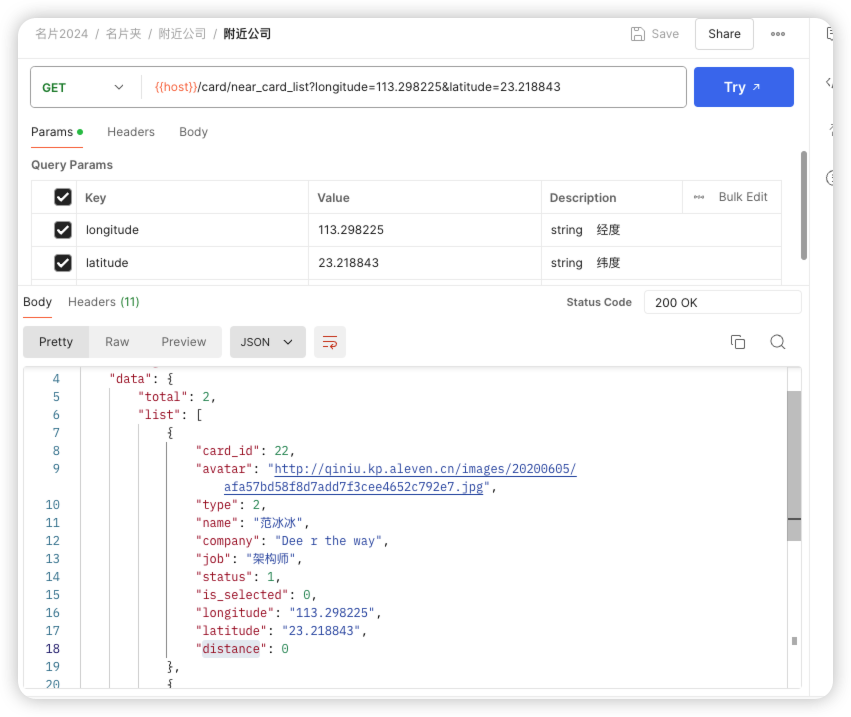 名片2024 / 名片夹 / 附近公司 / 附近公司 Save Share
GET {{host}}/card/near_card_list?longitude=113.298225&latitude=23.218843 Try ↗
Params Headers Body
Query Params
Key Value Description Bulk Edit
longitude 113.298225 string 经度
latitude 23.218843 string 纬度
Body Headers (11) Status Code 200 OK
Pretty Raw Preview JSON
4 "data": {
5 "total": 2,
6 "list": [
7 {
8 "card_id": 22,
9 "avatar": "http://qiniu.kp.aleven.cn/images/20200605/
afa57bd58f8d7add7f3cee4652c792e7.jpg",
10 "type": 2,
11 "name": "范冰冰",
12 "company": "Dee r the way",
13 "job": "架构师",
14 "status": 1,
15 "is_selected": 0,
16 "longitude": "113.298225",
17 "latitude": "23.218843",
18 "distance": 0
19 },
20 {